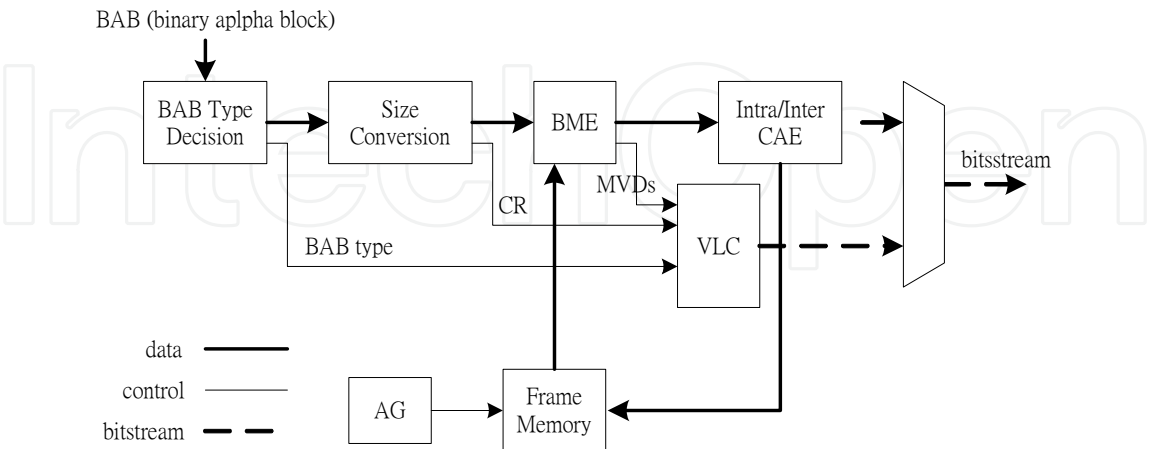 BAB (binary aplpha block)
BAB Type
Decision
Size
Conversion
BME
Intra/Inter
CAE
bitsstream
MVDs
CR
VLC
BAB type
data
control
bitstream
AG
Frame
Memory
IntechOpen